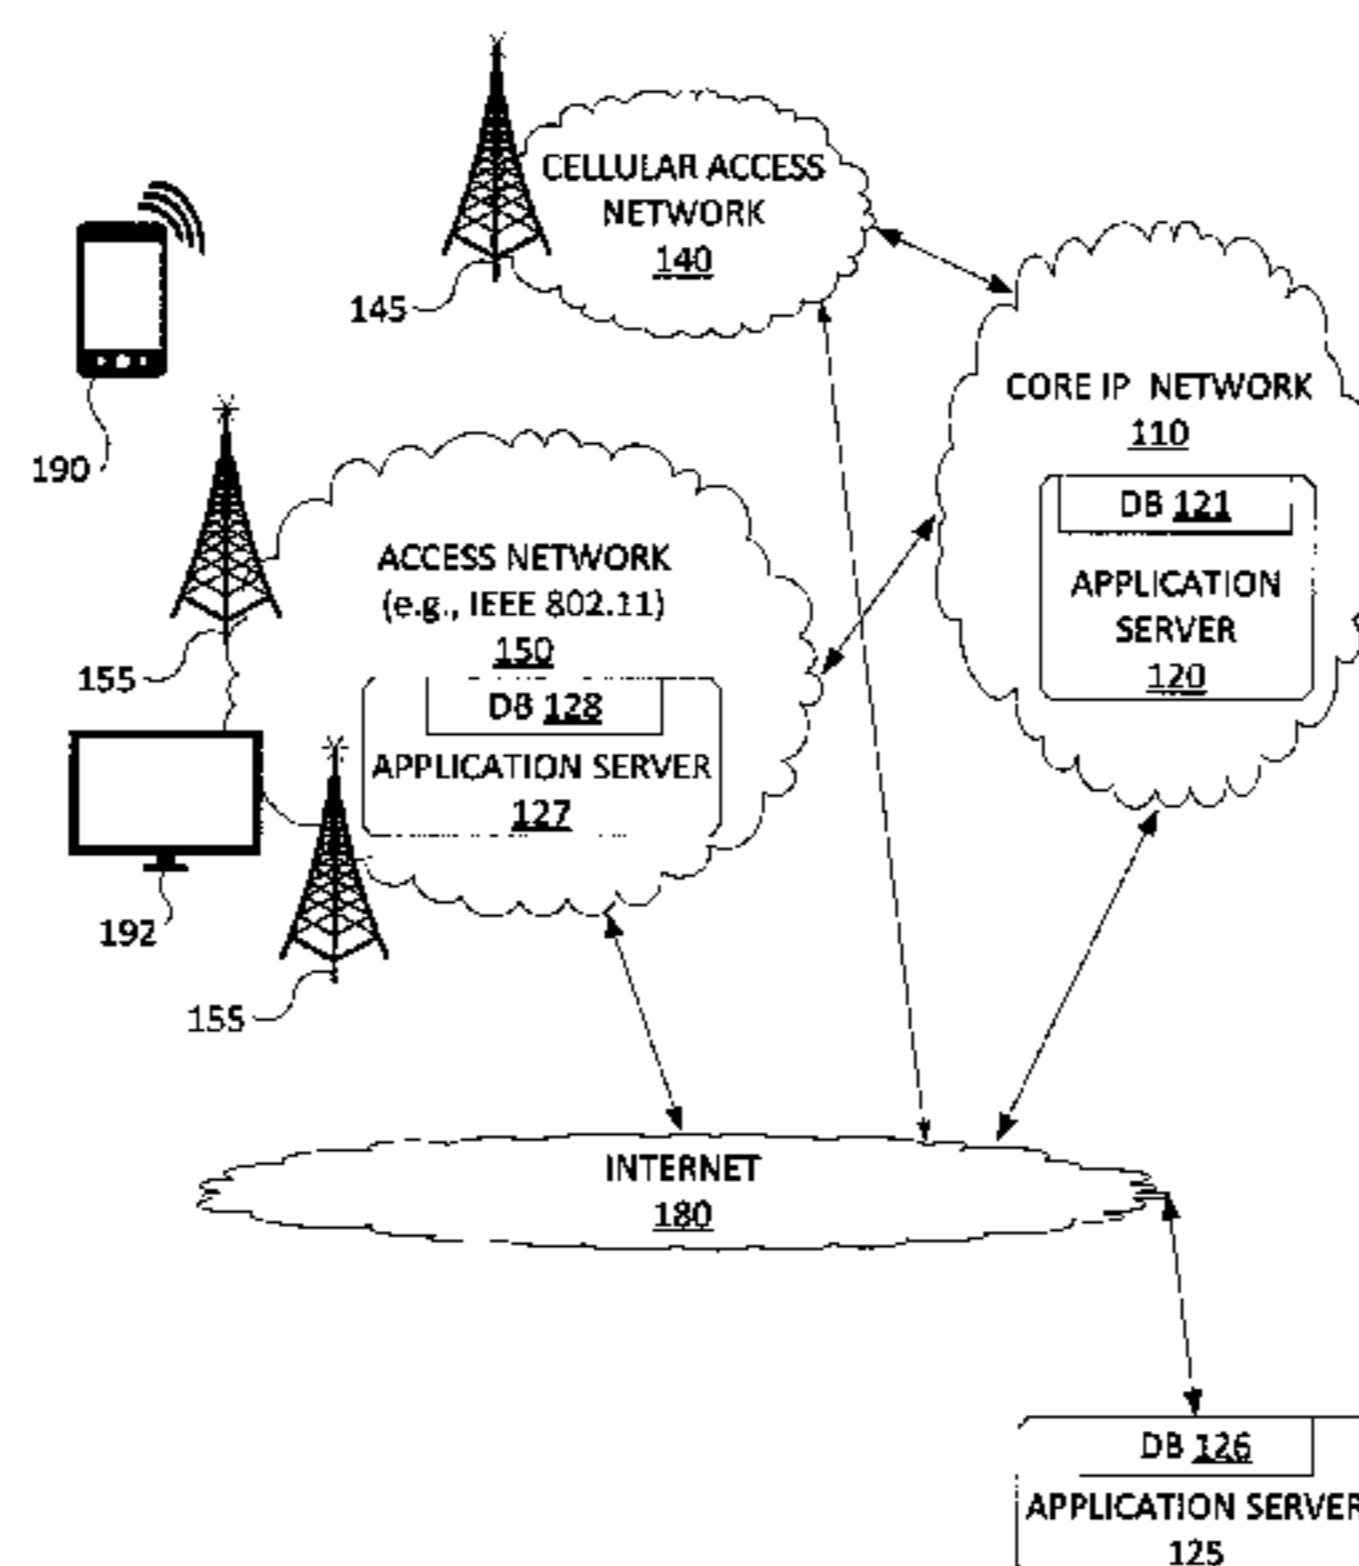 CELLULAR ACCESS
NETWORK
140
145
CORE IP NETWORK
110
DB 121
APPLICATION
SERVER
120
190
ACCESS NETWORK
(e.g., IEEE 802.11)
150
DB 128
APPLICATION SERVER
127
155
192
155
INTERNET
180
DB 126
APPLICATION SERVER
125